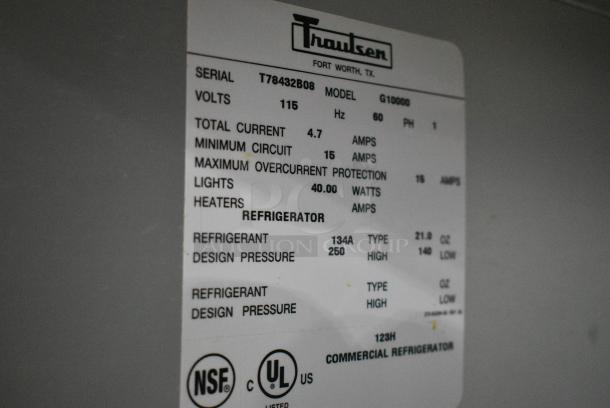 Traulsen
FORT WORTH, TX.
SERIAL T78432B08 MODEL G10000
VOLTS 115 Hz 60 PH 1
TOTAL CURRENT 4.7 AMPS
MINIMUM CIRCUIT 15 AMPS
MAXIMUM OVERCURRENT PROTECTION 15 AMPS
LIGHTS 40.00 WATTS
HEATERS AMPS
REFRIGERATOR
REFRIGERANT 134A TYPE 21.0 OZ
DESIGN PRESSURE 250 HIGH 140 LOW
AUCTION GROUP
REFRIGERANT TYPE OZ
DESIGN PRESSURE HIGH LOW
123H
COMMERCIAL REFRIGERATOR
NSF
C UL US
LISTED